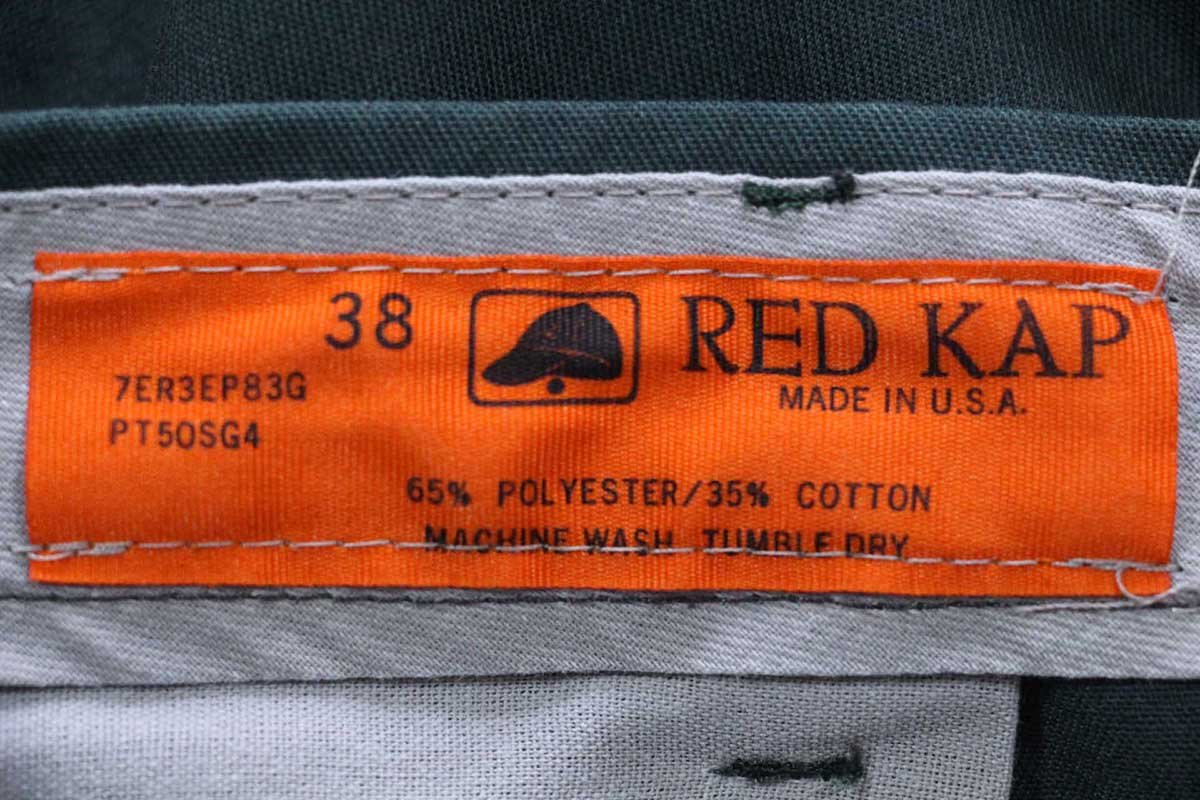 38
RED KAP
MADE IN U.S.A.
7ER3EP83G
PT50SG4
65% POLYESTER/35% COTTON
MACHINE WASH TUMBLE DRY